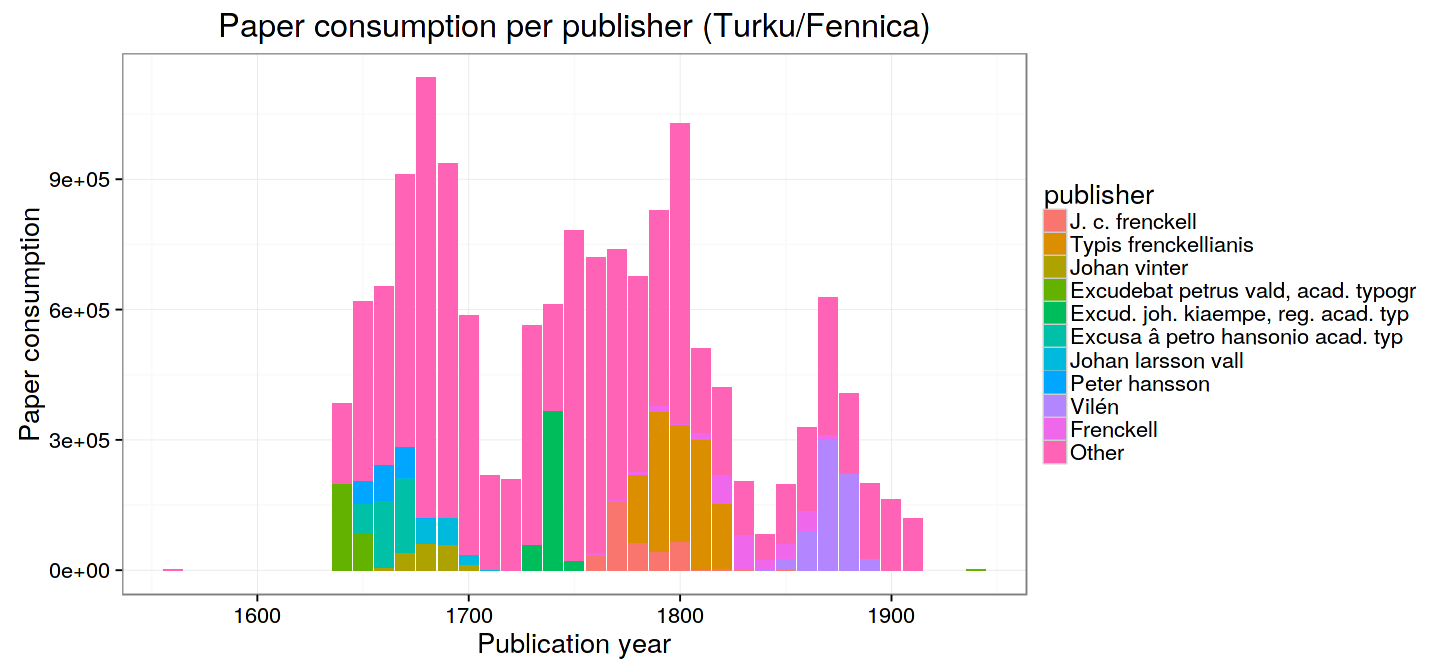 Paper consumption per publisher (Turku/Fennica)
Paper consumption
9e+05
6e+05
3e+05
0e+00
1600
1700
1800
1900
Publication year
publisher
J. c. frenckell
Typis frenckellianis
Johan vinter
Excudebat petrus vald, acad. typogr
Excud. joh. kiaempe, reg. acad. typ
Excusa â petro hansonio acad. typ
Johan larsson vall
Peter hansson
Vilén
Frenckell
Other